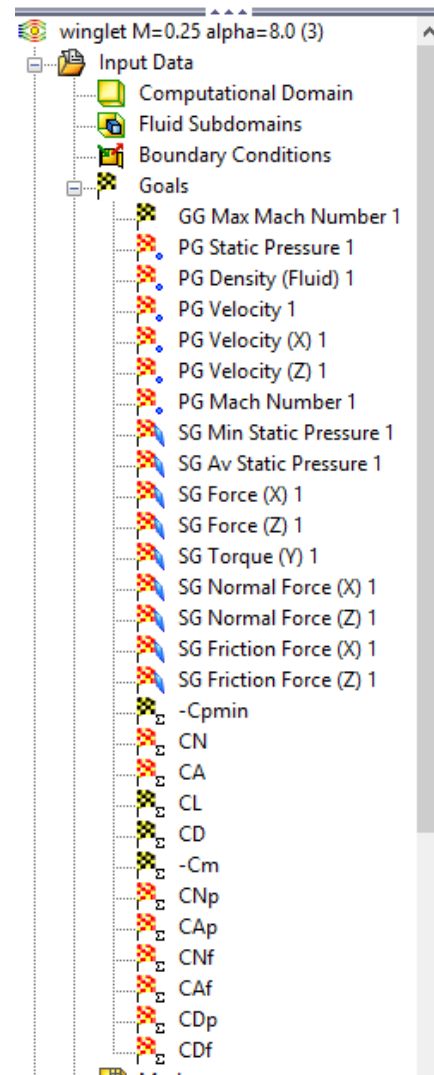 winglet M=0.25 alpha=8.0 (3)
Input Data
Computational Domain
Fluid Subdomains
Boundary Conditions
Goals
GG Max Mach Number 1
PG Static Pressure 1
PG Density (Fluid) 1
PG Velocity 1
PG Velocity (X) 1
PG Velocity (Z) 1
PG Mach Number 1
SG Min Static Pressure 1
SG Av Static Pressure 1
SG Force (X) 1
SG Force (Z) 1
SG Torque (Y) 1
SG Normal Force (X) 1
SG Normal Force (Z) 1
SG Friction Force (X) 1
SG Friction Force (Z) 1
-Cpmin
CN
CA
CL
CD
-Cm
CNp
CAp
CNf
CAf
CDp
CDf